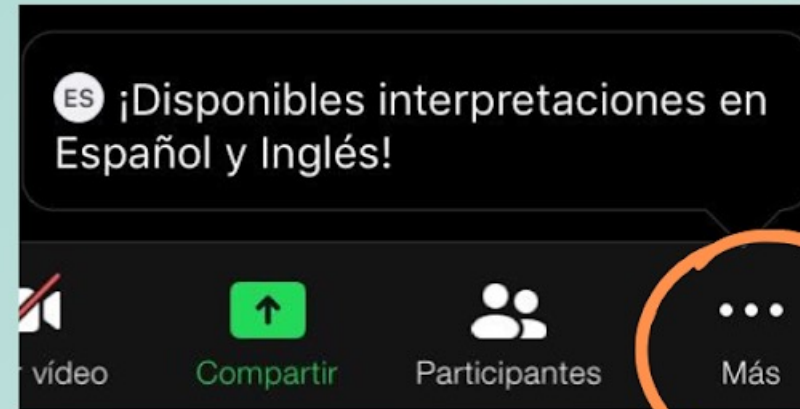 ES ¡Disponibles interpretaciones en
Español y Inglés!
vídeo Compartir Participantes Más